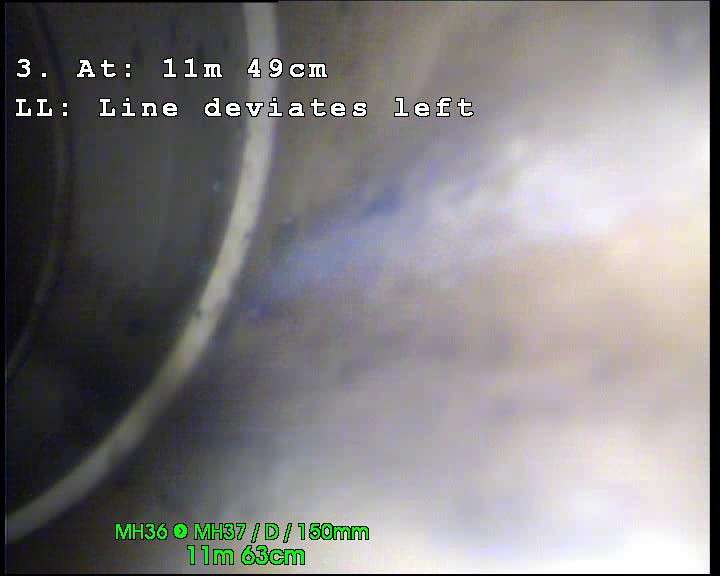 3. At: 11m 49cm
LL: Line deviates left
MH36 > MH37 / D / 150mm
11m 63cm